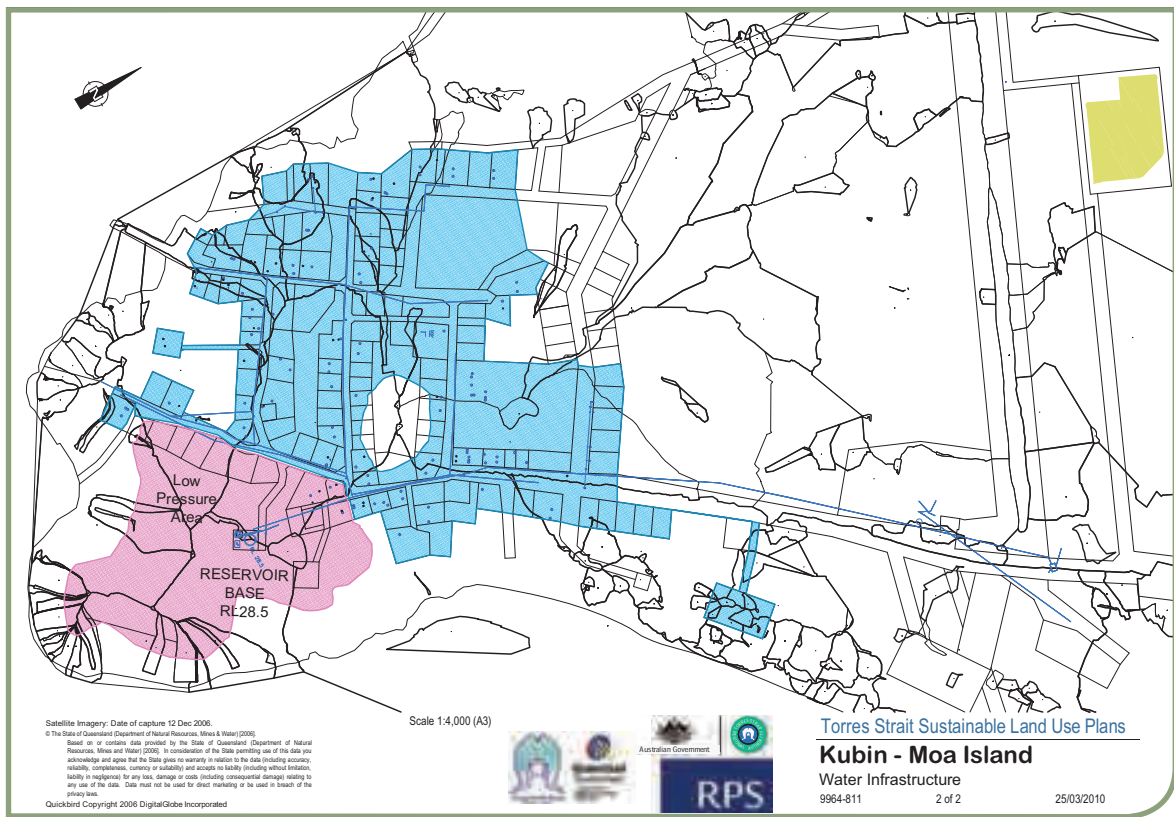 N
Low
Pressure
Area
RESERVOIR
BASE
RL28.5
Satellite Imagery: Date of capture 12 Dec 2006.
© The State of Queensland (Department of Natural Resources, Mines & Water) [2006].
Based on or contains data provided by the State of Queensland (Department of Natural
Resources, Mines and Water) [2006]. In consideration of the State permitting use of this data you
acknowledge and agree that the State gives no warranty in relation to the data (including accuracy,
reliability, completeness, currency or suitability) and accepts no liability (including without limitation,
liability in negligence) for any loss, damage or costs (including consequential damage) relating to
any use of the data. Data must not be used for direct marketing or be used in breach of the
privacy laws.
Quickbird Copyright 2006 DigitalGlobe Incorporated
Scale 1:4,000 (A3)
Australian Government
RPS
Torres Strait Sustainable Land Use Plans
Kubin - Moa Island
Water Infrastructure
9964-811 2 of 2 25/03/2010